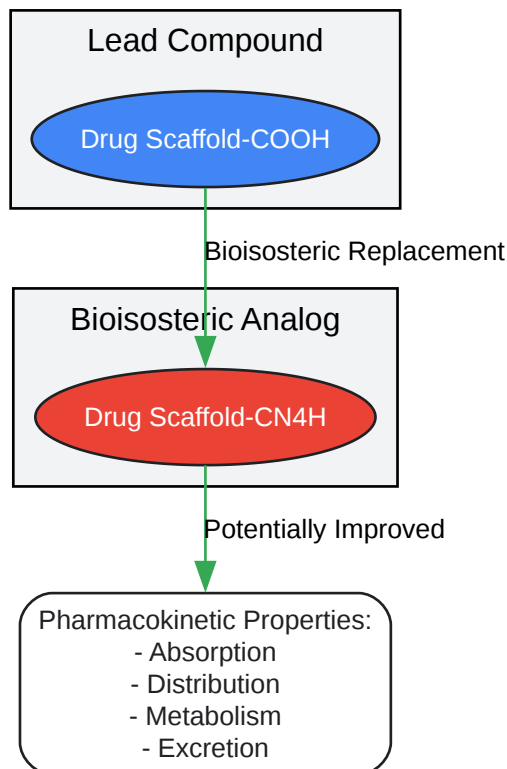 Lead Compound
Drug Scaffold-COOH
Bioisosteric Replacement
Bioisosteric Analog
Drug Scaffold-CN4H
Potentially Improved
Pharmacokinetic Properties:
- Absorption
- Distribution
- Metabolism
- Excretion